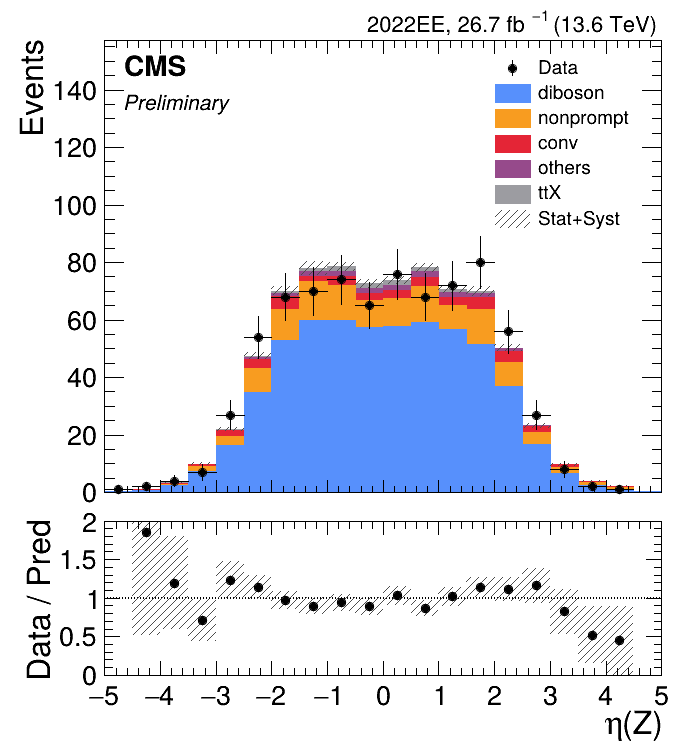 2022EE, 26.7 fb ⁻¹ (13.6 TeV)
CMS
Preliminary
Events
140
120
100
80
60
40
20
0
Data
diboson
nonprompt
conv
others
ttX
Stat+Syst
Data / Pred
2
1.5
1
0.5
0
−5 −4 −3 −2 −1 0 1 2 3 4 5
η(Z)